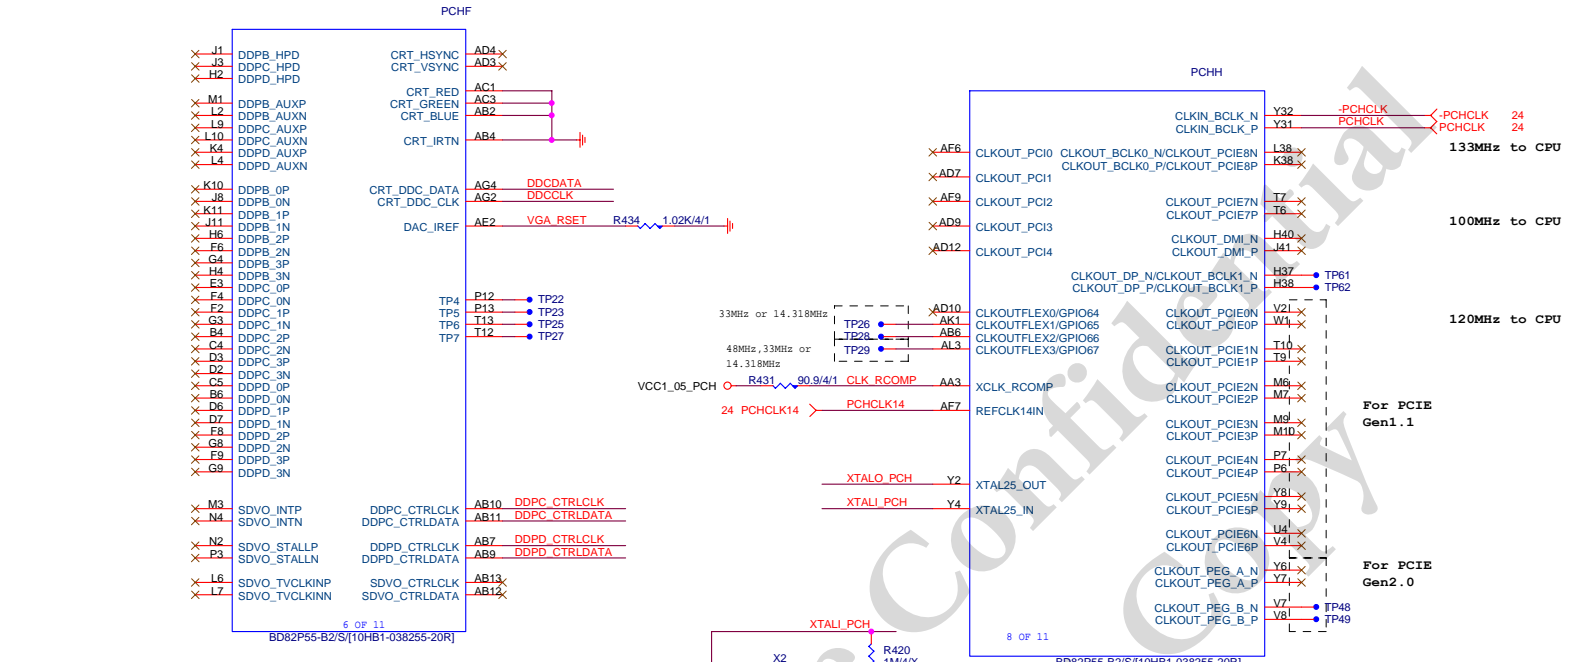 PCHF
J1 DDPB_HPD CRT_HSYNC AD4
J3 DDPC_HPD CRT_VSYNC AD3
H2 DDPD_HPD
CRT_RED AC1
M1 DDPB_AUXP CRT_GREEN AC3
L2 DDPB_AUXN CRT_BLUE AB2
L9 DDPC_AUXP
L10 DDPC_AUXN CRT_IRTN AB4
K4 DDPD_AUXP
L4 DDPD_AUXN
K10 DDPB_0P CRT_DDC_DATA AG4 DDCDATA
J8 DDPB_0N CRT_DDC_CLK AG2 DDCCLK
K11 DDPB_1P
J11 DDPB_1N DAC_IREF AE2 VGA_RSET R434 1.02K/4/1
H6 DDPB_2P
F6 DDPB_2N
G4 DDPB_3P
H4 DDPB_3N
E3 DDPC_0P
F4 DDPC_0N TP4 P12 TP22
F2 DDPC_1P TP5 P13 TP23
G3 DDPC_1N TP6 T13 TP25
B4 DDPC_2P TP7 T12 TP27
C4 DDPC_2N
D3 DDPC_3P
D2 DDPC_3N
C5 DDPD_0P
B6 DDPD_0N
D6 DDPD_1P
D7 DDPD_1N
F8 DDPD_2P
G8 DDPD_2N
F9 DDPD_3P
G9 DDPD_3N
M3 SDVO_INTP DDPC_CTRLCLK AB10 DDPC_CTRLCLK
N4 SDVO_INTN DDPC_CTRLDATA AB11 DDPC_CTRLDATA
N2 SDVO_STALLP DDPD_CTRLCLK AB7 DDPD_CTRLCLK
P3 SDVO_STALLN DDPD_CTRLDATA AB9 DDPD_CTRLDATA
L6 SDVO_TVCLKINP SDVO_CTRLCLK AB13
L7 SDVO_TVCLKINN SDVO_CTRLDATA AB12
6 OF 11
BD82P55-B2/S/[10HB1-038255-20R]
PCHH
CLKIN_BCLK_N Y32 -PCHCLK -PCHCLK 24
CLKIN_BCLK_P Y31 PCHCLK PCHCLK 24
133MHz to CPU
AF6 CLKOUT_PCI0 CLKOUT_BCLK0_N/CLKOUT_PCIE8N L38
CLKOUT_BCLK0_P/CLKOUT_PCIE8P K38
AD7 CLKOUT_PCI1
AF9 CLKOUT_PCI2 CLKOUT_PCIE7N T7
CLKOUT_PCIE7P T6
100MHz to CPU
AD9 CLKOUT_PCI3
CLKOUT_DMI_N H40
AD12 CLKOUT_PCI4 CLKOUT_DMI_P J41
CLKOUT_DP_N/CLKOUT_BCLK1_N H37 TP61
CLKOUT_DP_P/CLKOUT_BCLK1_P H38 TP62
33MHz or 14.318MHz AD10 CLKOUTFLEX0/GPIO64 CLKOUT_PCIE0N V2
TP26 AK1 CLKOUTFLEX1/GPIO65 CLKOUT_PCIE0P W1
120MHz to CPU
TP28 AB6 CLKOUTFLEX2/GPIO66
48MHz,33MHz or
14.318MHz
TP29 AL3 CLKOUTFLEX3/GPIO67 CLKOUT_PCIE1N T10
CLKOUT_PCIE1P T9
VCC1_05_PCH R431 90.9/4/1 CLK_RCOMP AA3 XCLK_RCOMP CLKOUT_PCIE2N M6
CLKOUT_PCIE2P M7
24 PCHCLK14 PCHCLK14 AF7 REFCLK14IN
For PCIE
Gen1.1
CLKOUT_PCIE3N M9
CLKOUT_PCIE3P M10
CLKOUT_PCIE4N P7
CLKOUT_PCIE4P P6
XTALO_PCH Y2 XTAL25_OUT
CLKOUT_PCIE5N Y8
XTALI_PCH Y4 XTAL25_IN CLKOUT_PCIE5P Y9
CLKOUT_PCIE6N U4
CLKOUT_PCIE6P V4
For PCIE
Gen2.0
CLKOUT_PEG_A_N Y6
CLKOUT_PEG_A_P Y7
CLKOUT_PEG_B_N V7 TP48
CLKOUT_PEG_B_P V8 TP49
8 OF 11
BD82P55-B2/S/[10HB1-038255-20R]
XTALI_PCH
X2
R420
1M/4/X
Confidential
Copy